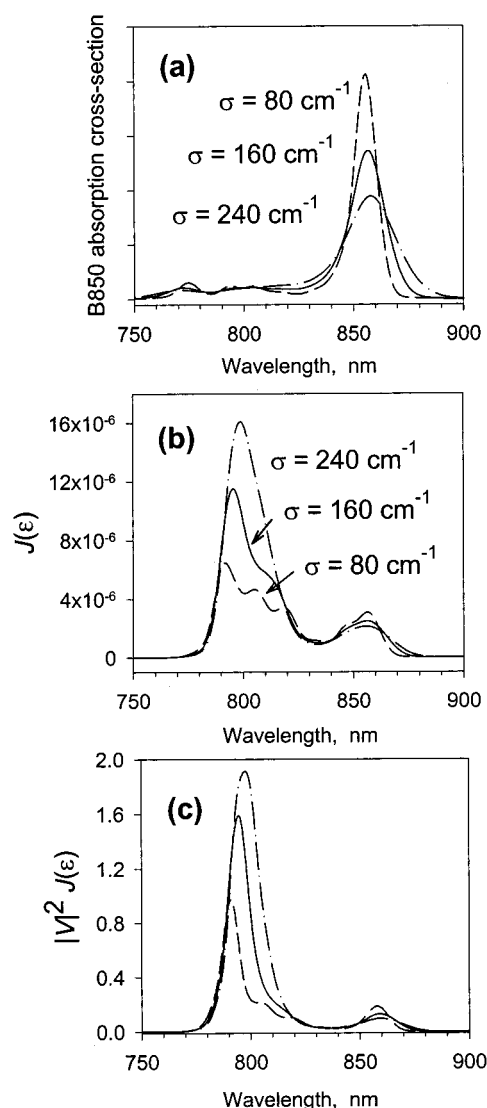 (a)
B850 absorption cross-section
σ = 80 cm⁻¹
σ = 160 cm⁻¹
σ = 240 cm⁻¹
750 800 850 900
Wavelength, nm
(b)
J(ε)
16x10⁻⁶
12x10⁻⁶
8x10⁻⁶
4x10⁻⁶
0
σ = 240 cm⁻¹
σ = 160 cm⁻¹
σ = 80 cm⁻¹
750 800 850 900
Wavelength, nm
(c)
|V|² J(ε)
2.0
1.6
1.2
0.8
0.4
0.0
750 800 850 900
Wavelength, nm